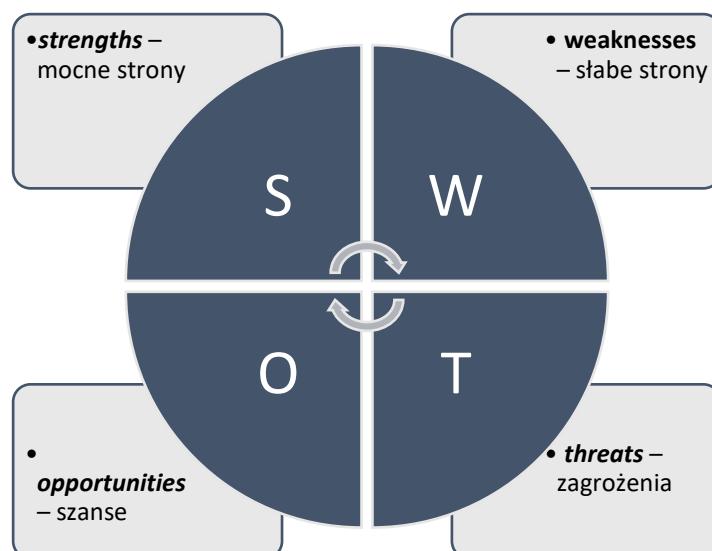 •strengths –
mocne strony
• weaknesses
– słabe strony
S
W
O
T
•
opportunities
– szanse
• threats –
zagrożenia